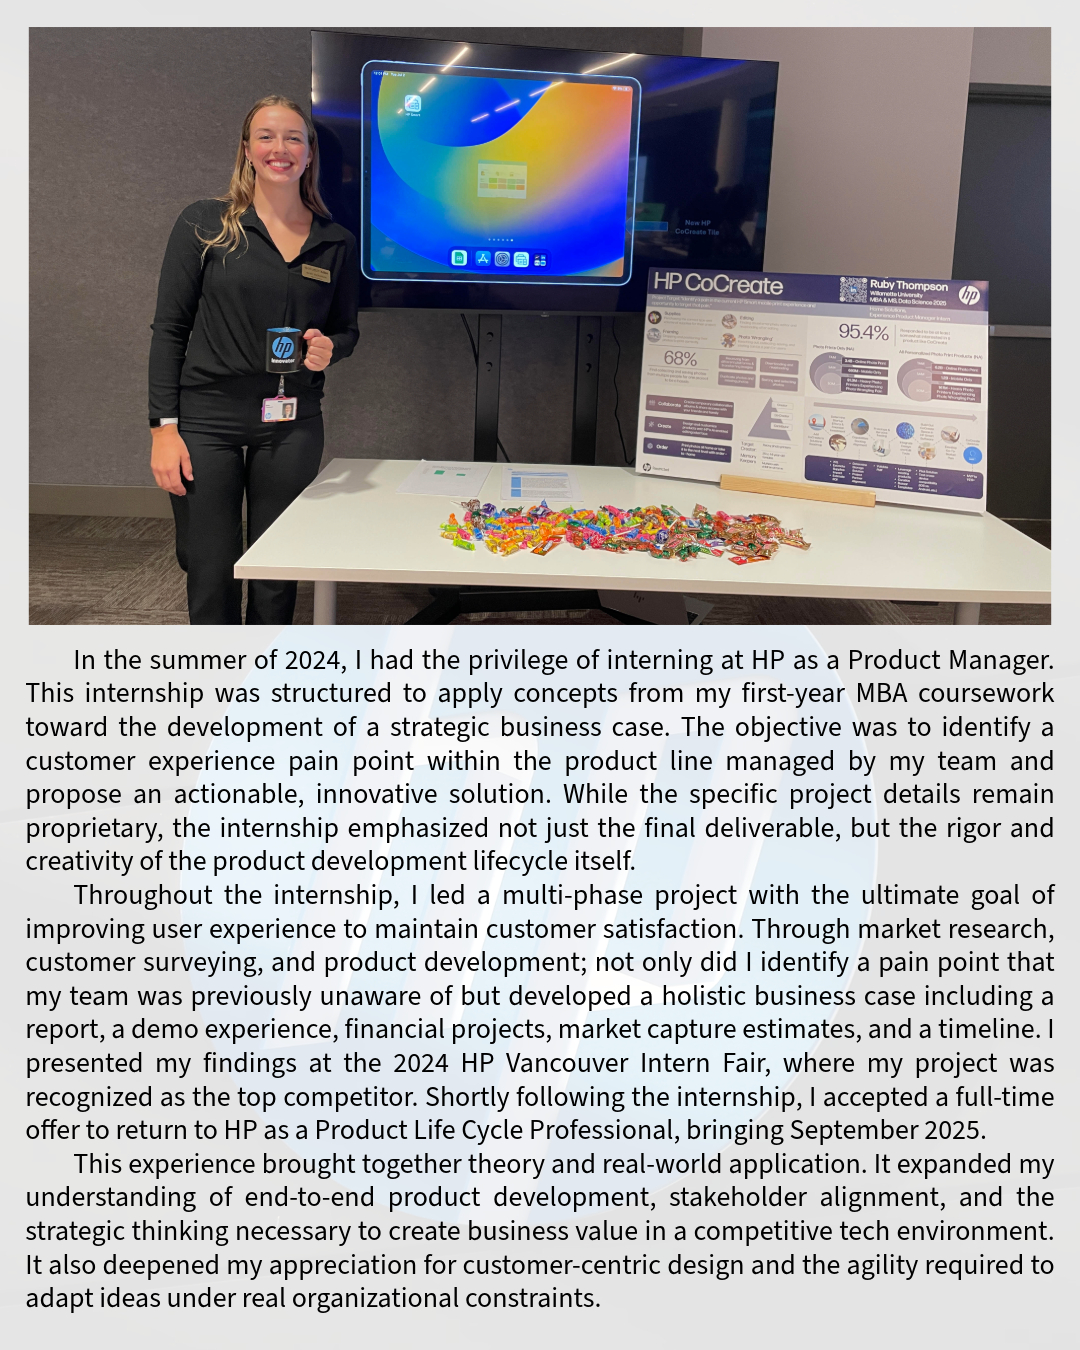 New HP
CoCreate Tile
HP CoCreate
Ruby Thompson
Willamette University
MBA & MS, Data Science 2025
hp
95.4%
68%
Collaborate
Create
Order
hp
innovator
In the summer of 2024, I had the privilege of interning at HP as a Product Manager.
This internship was structured to apply concepts from my first-year MBA coursework
toward the development of a strategic business case. The objective was to identify a
customer experience pain point within the product line managed by my team and
propose an actionable, innovative solution. While the specific project details remain
proprietary, the internship emphasized not just the final deliverable, but the rigor and
creativity of the product development lifecycle itself.
Throughout the internship, I led a multi-phase project with the ultimate goal of
improving user experience to maintain customer satisfaction. Through market research,
customer surveying, and product development; not only did I identify a pain point that
my team was previously unaware of but developed a holistic business case including a
report, a demo experience, financial projects, market capture estimates, and a timeline. I
presented my findings at the 2024 HP Vancouver Intern Fair, where my project was
recognized as the top competitor. Shortly following the internship, I accepted a full-time
offer to return to HP as a Product Life Cycle Professional, bringing September 2025.
This experience brought together theory and real-world application. It expanded my
understanding of end-to-end product development, stakeholder alignment, and the
strategic thinking necessary to create business value in a competitive tech environment.
It also deepened my appreciation for customer-centric design and the agility required to
adapt ideas under real organizational constraints.